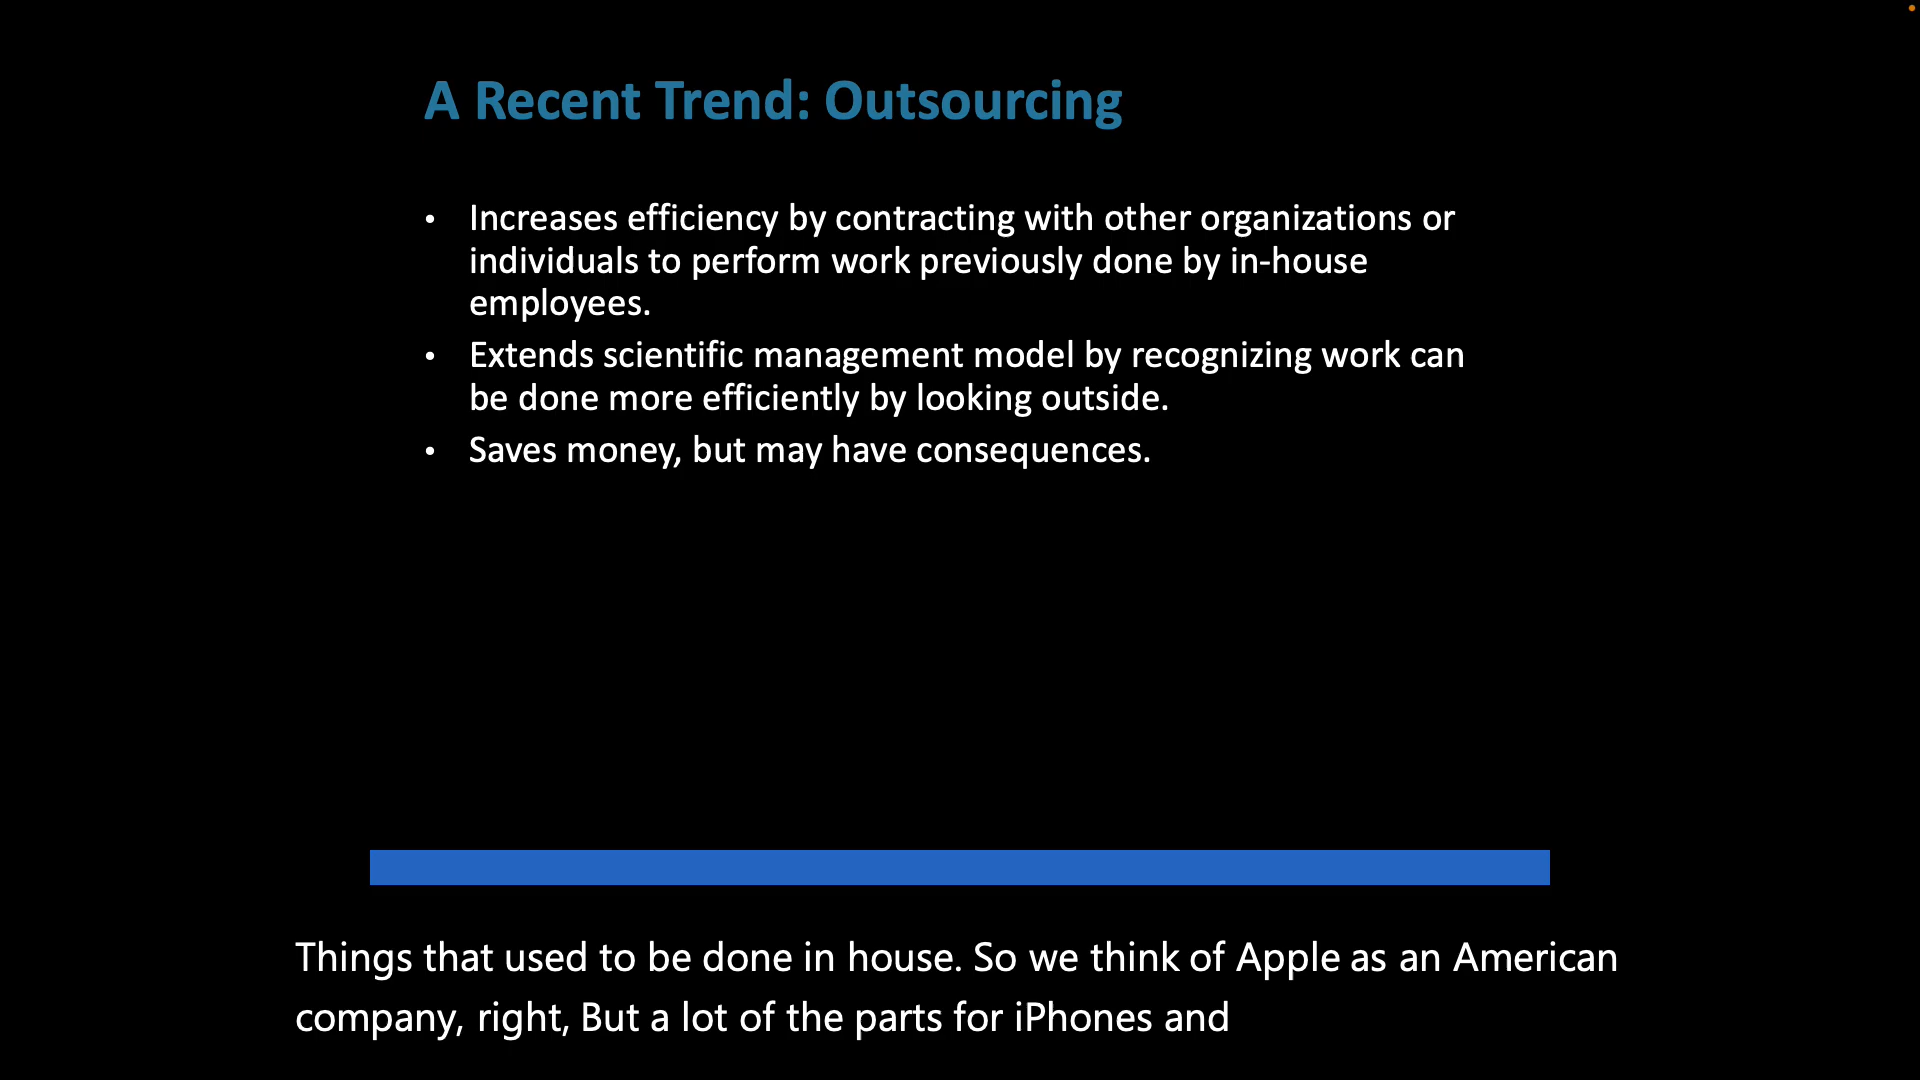 A Recent Trend: Outsourcing
• Increases efficiency by contracting with other organizations or
individuals to perform work previously done by in-house
employees.
• Extends scientific management model by recognizing work can
be done more efficiently by looking outside.
• Saves money, but may have consequences.
Things that used to be done in house. So we think of Apple as an American
company, right, But a lot of the parts for iPhones and